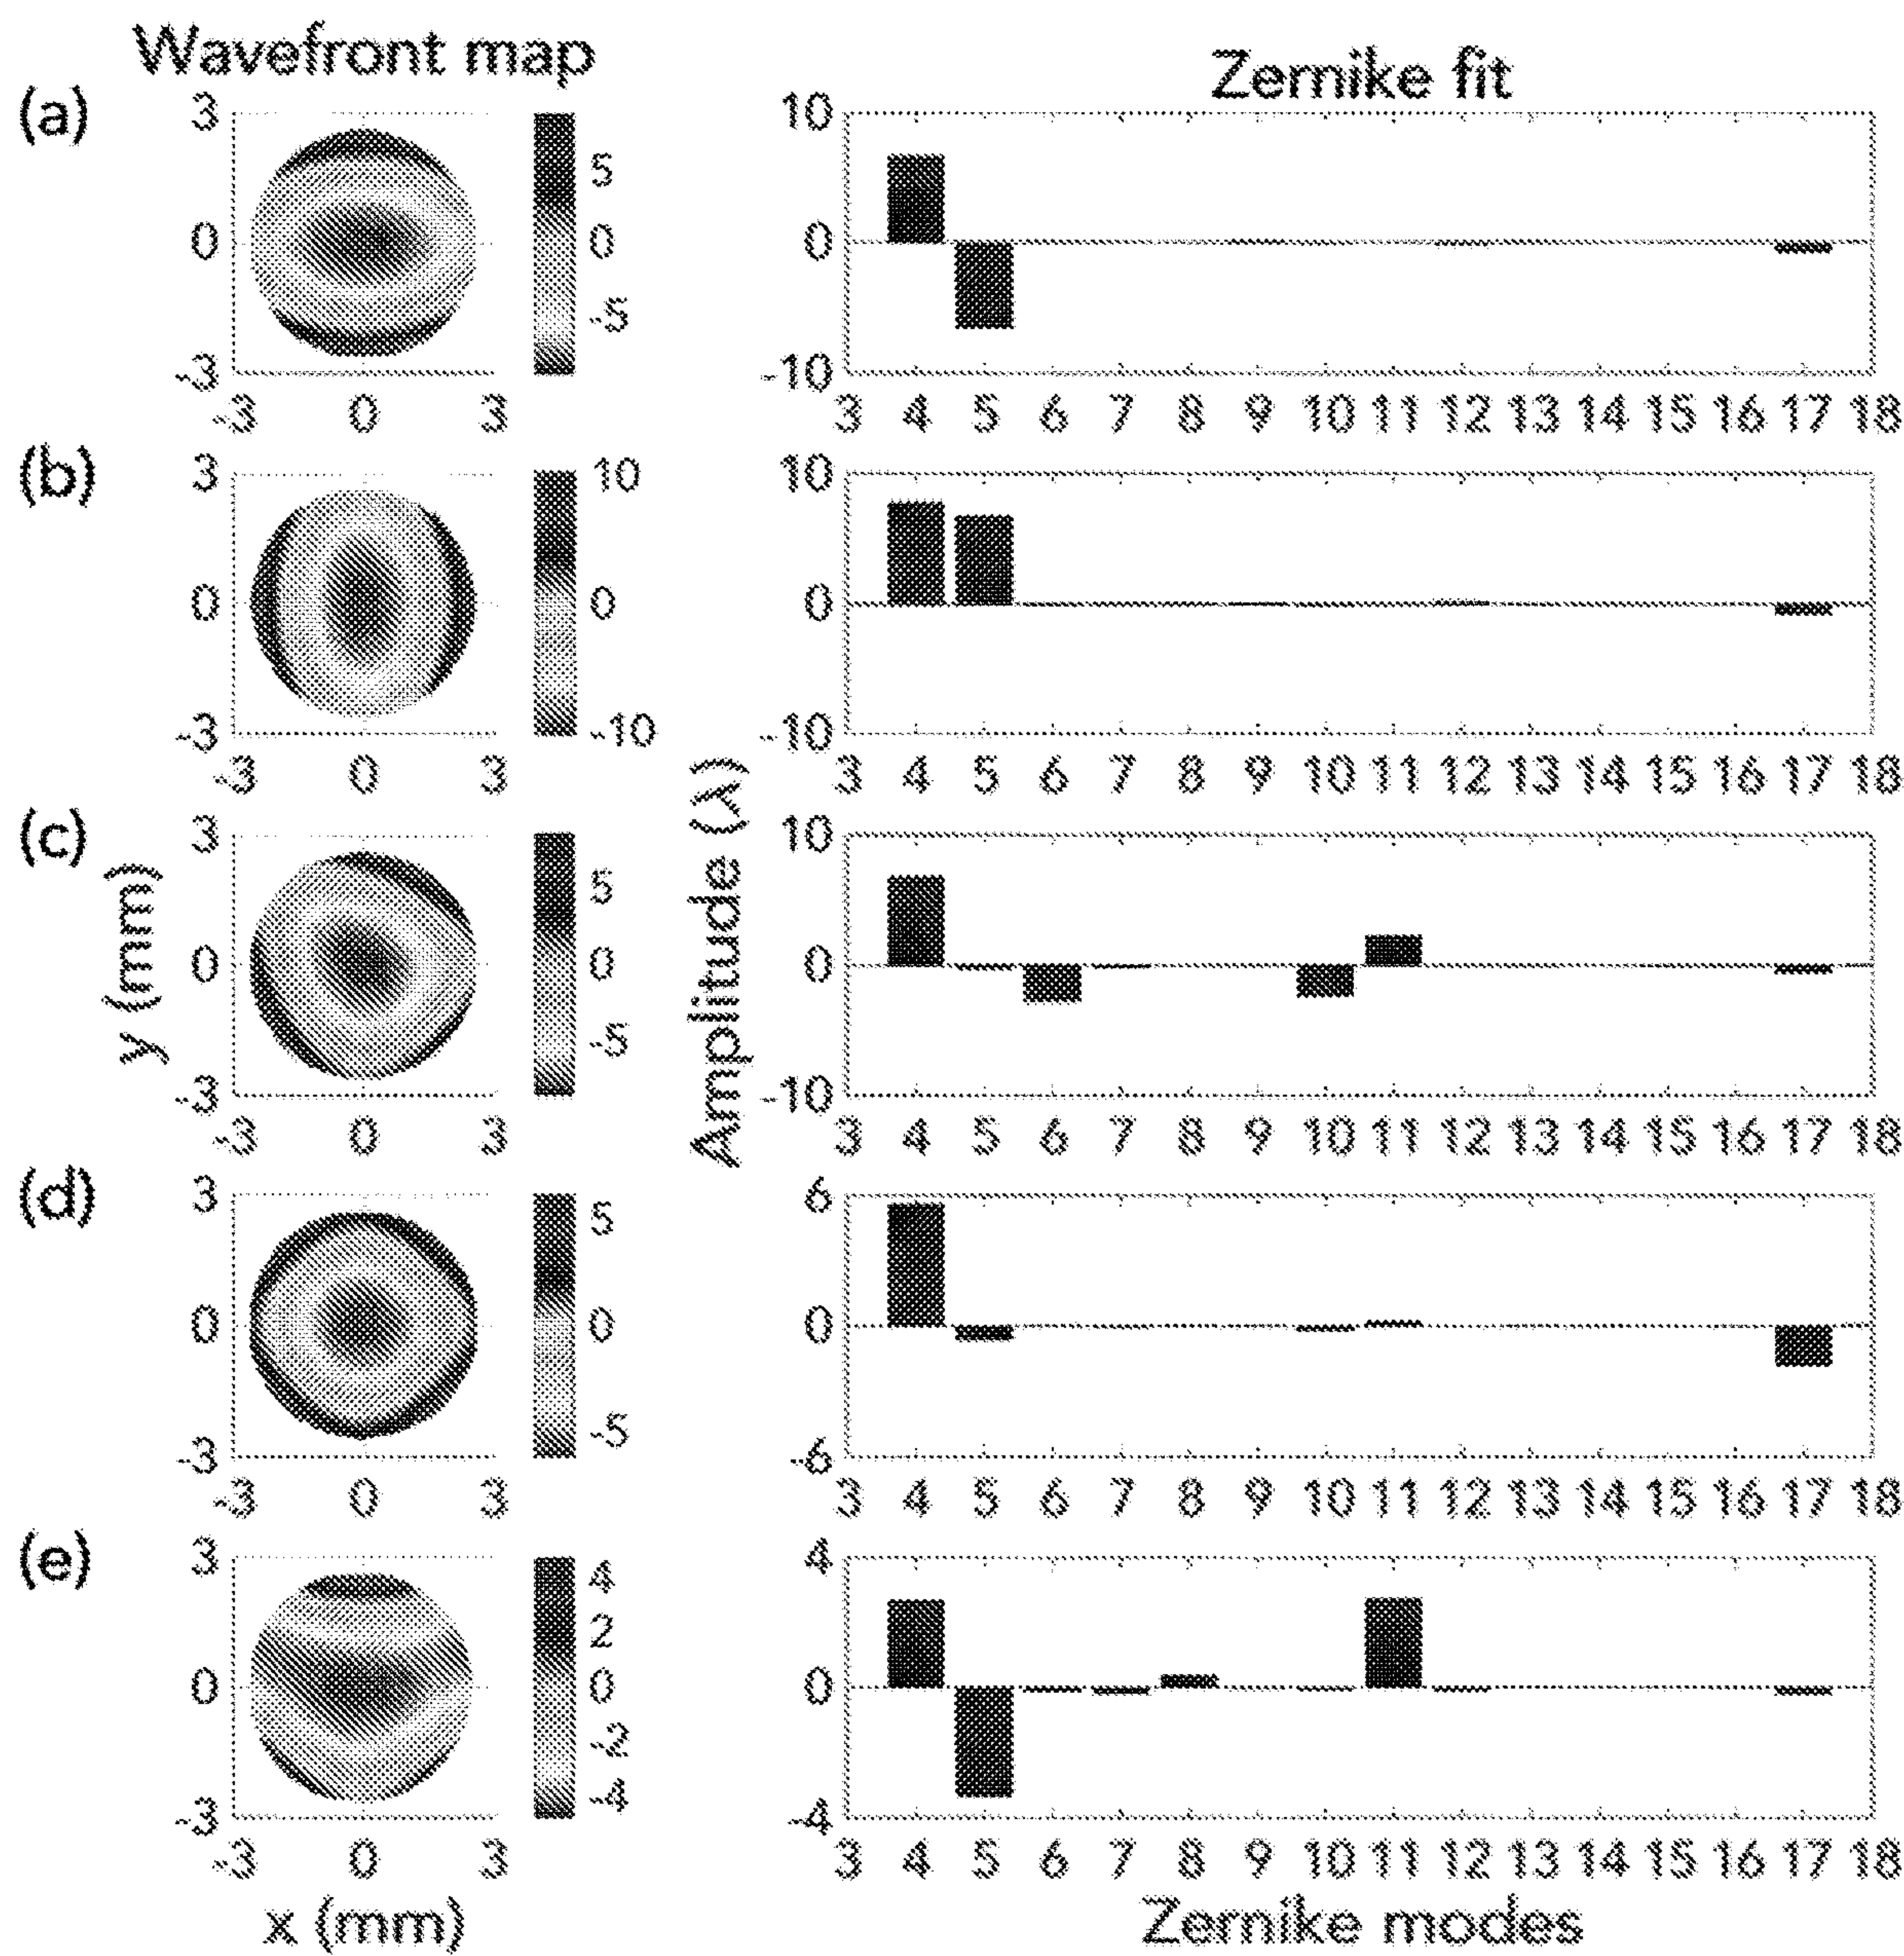 Wavefront map
Zernike fit
(a)
3
0
-3
-3 0 3
5
0
-5
10
0
-10
3 4 5 6 7 8 9 10 11 12 13 14 15 16 17 18
(b)
3
0
-3
-3 0 3
10
0
-10
10
0
-10
3 4 5 6 7 8 9 10 11 12 13 14 15 16 17 18
(c)
3
0
-3
-3 0 3
5
0
-5
10
0
-10
3 4 5 6 7 8 9 10 11 12 13 14 15 16 17 18
y (mm)
Amplitude (λ)
(d)
3
0
-3
-3 0 3
5
0
-5
6
0
-6
3 4 5 6 7 8 9 10 11 12 13 14 15 16 17 18
(e)
3
0
-3
-3 0 3
4
2
0
-2
-4
4
0
-4
3 4 5 6 7 8 9 10 11 12 13 14 15 16 17 18
x (mm)
Zernike modes